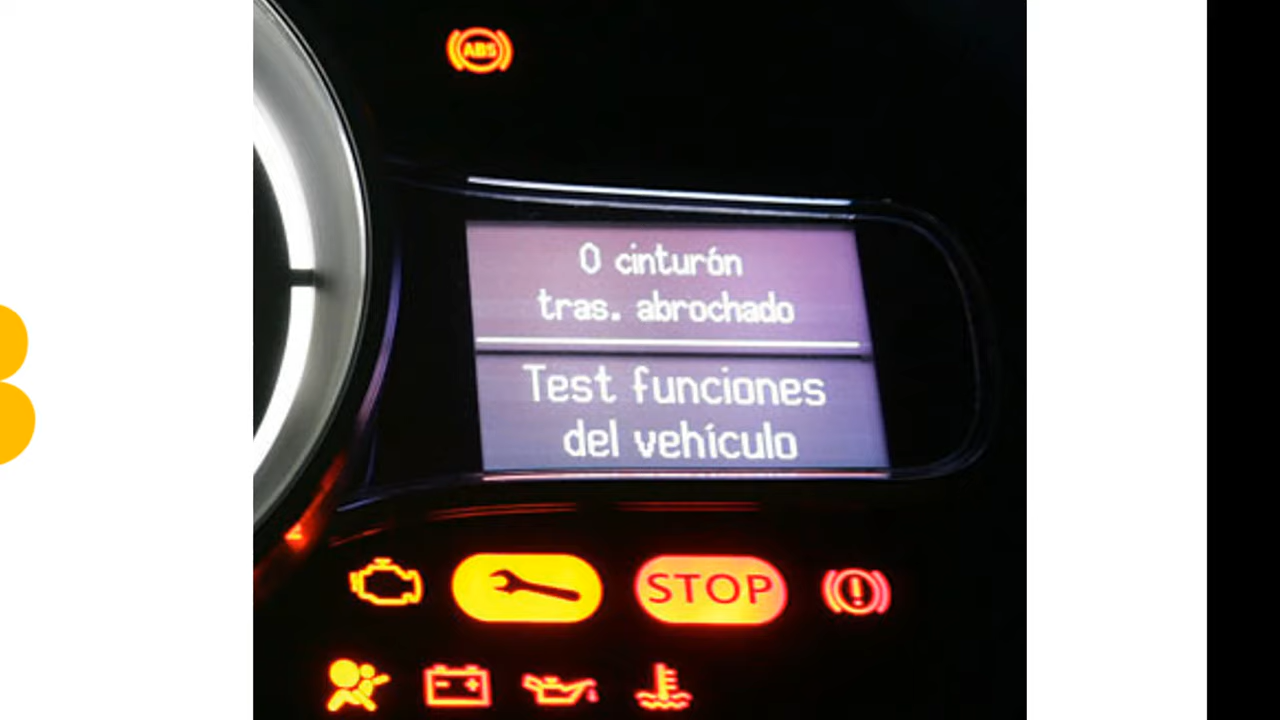 ABS
0 cinturón
tras. abrochado
Test funciones
del vehículo
STOP